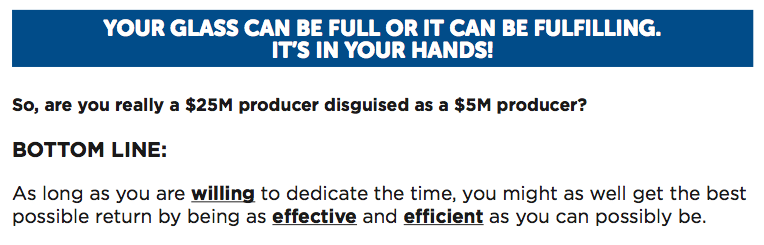 YOUR GLASS CAN BE FULL OR IT CAN BE FULFILLING.
IT'S IN YOUR HANDS!
So, are you really a $25M producer disguised as a $5M producer?
BOTTOM LINE:
As long as you are willing to dedicate the time, you might as well get the best
possible return by being as effective and efficient as you can possibly be.